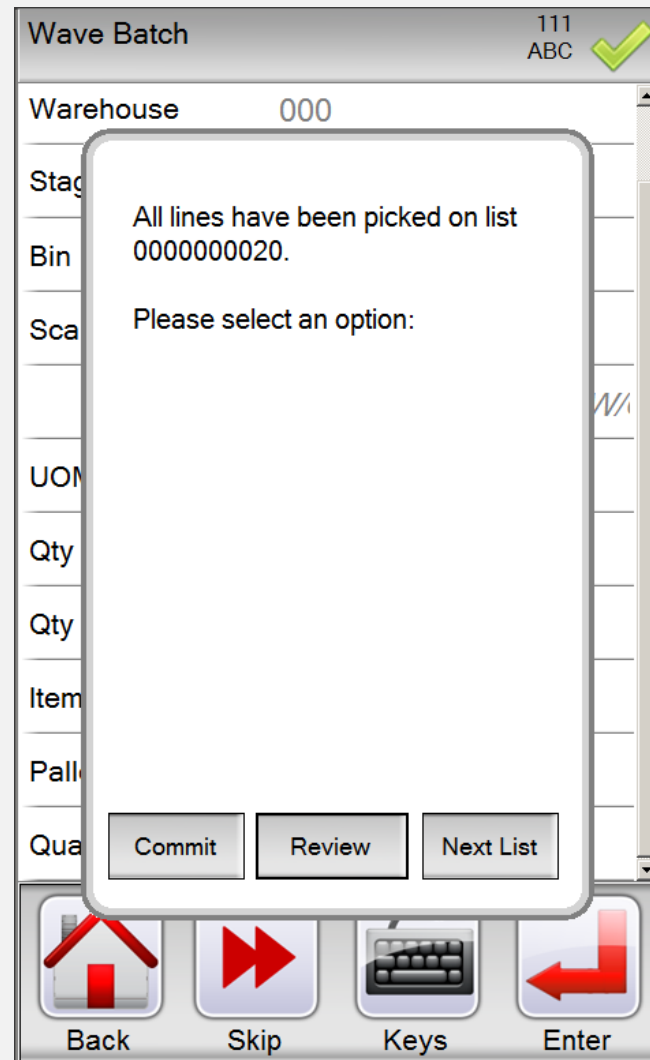 Wave Batch
111
ABC
Warehouse 000
Stag
Bin
Sca
All lines have been picked on list
0000000020.
Please select an option:
W/
UOM
Qty
Qty
Item
Pall
Qua
Commit Review Next List
Back Skip Keys Enter